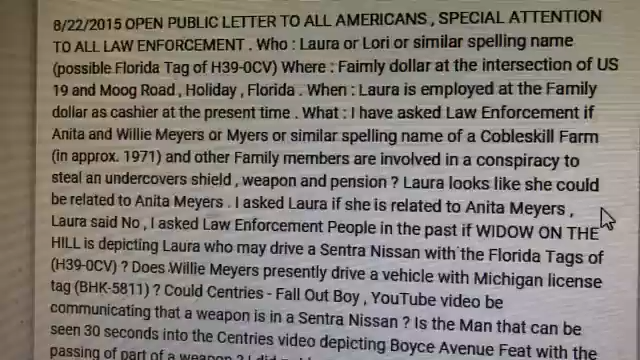 8/22/2015 OPEN PUBLIC LETTER TO ALL AMERICANS , SPECIAL ATTENTION
TO ALL LAW ENFORCEMENT . Who : Laura or Lori or similar spelling name
(possible Florida Tag of H39-0CV) Where : Faimly dollar at the intersection of US
19 and Moog Road , Holiday , Florida . When : Laura is employed at the Family
dollar as cashier at the present time . What : I have asked Law Enforcement if
Anita and Willie Meyers or Myers or similar spelling name of a Cobleskill Farm
(in approx. 1971) and other Family members are involved in a conspiracy to
steal an undercovers shield , weapon and pension ? Laura looks like she could
be related to Anita Meyers . I asked Laura if she is related to Anita Meyers ,
Laura said No , I asked Law Enforcement People in the past if WIDOW ON THE
HILL is depicting Laura who may drive a Sentra Nissan with the Florida Tags of
(H39-0CV) ? Does Willie Meyers presently drive a vehicle with Michigan license
tag (BHK-5811) ? Could Centries - Fall Out Boy , YouTube video be
communicating that a weapon is in a Sentra Nissan ? Is the Man that can be
seen 30 seconds into the Centries video depicting Boyce Avenue Feat with the
passing of part of a weapon ? I did